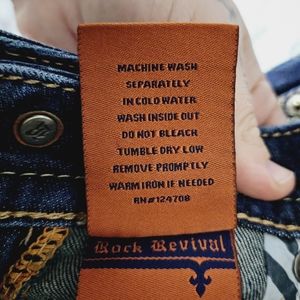 MACHINE WASH
SEPARATELY
IN COLD WATER
WASH INSIDE OUT
DO NOT BLEACH
TUMBLE DRY LOW
REMOVE PROMPTLY
WARM IRON IF NEEDED
RN#124708
Rock Revival